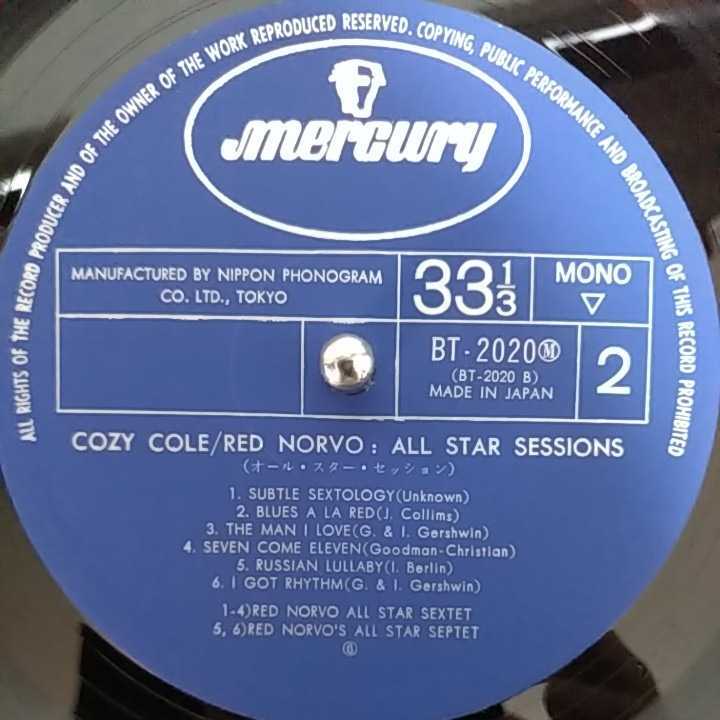 ALL RIGHTS OF THE RECORD PRODUCER AND OF THE OWNER OF THE WORK REPRODUCED RESERVED. COPYING, PUBLIC PERFORMANCE AND BROADCASTING OF THIS RECORD PROHIBITED
mercury
MANUFACTURED BY NIPPON PHONOGRAM
CO. LTD., TOKYO
33⅓
MONO
▽
BT-2020Ⓜ
(BT-2020 B)
MADE IN JAPAN
2
COZY COLE/RED NORVO: ALL STAR SESSIONS
(オール・スター・セッション)
1. SUBTLE SEXTOLOGY(Unknown)
2. BLUES A LA RED(J. Collims)
3. THE MAN I LOVE(G. & I. Gershwin)
4. SEVEN COME ELEVEN(Goodman-Christian)
5. RUSSIAN LULLABY(I. Berlin)
6. I GOT RHYTHM(G. & I. Gershwin)
1-4)RED NORVO ALL STAR SEXTET
5, 6)RED NORVO'S ALL STAR SEPTET